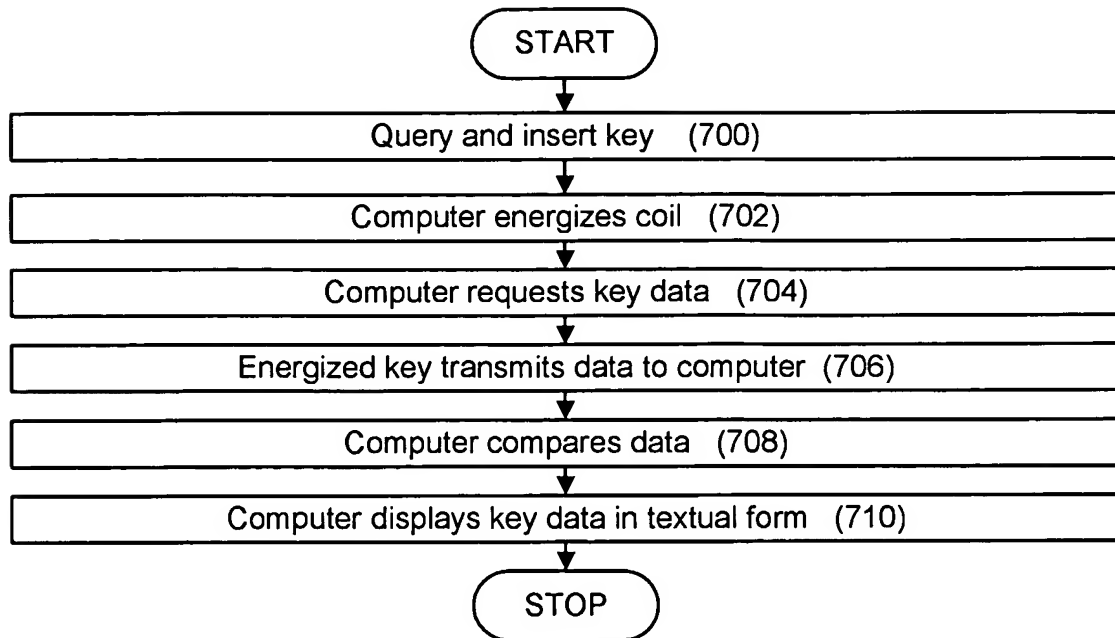 START
Query and insert key (700)
Computer energizes coil (702)
Computer requests key data (704)
Energized key transmits data to computer (706)
Computer compares data (708)
Computer displays key data in textual form (710)
STOP